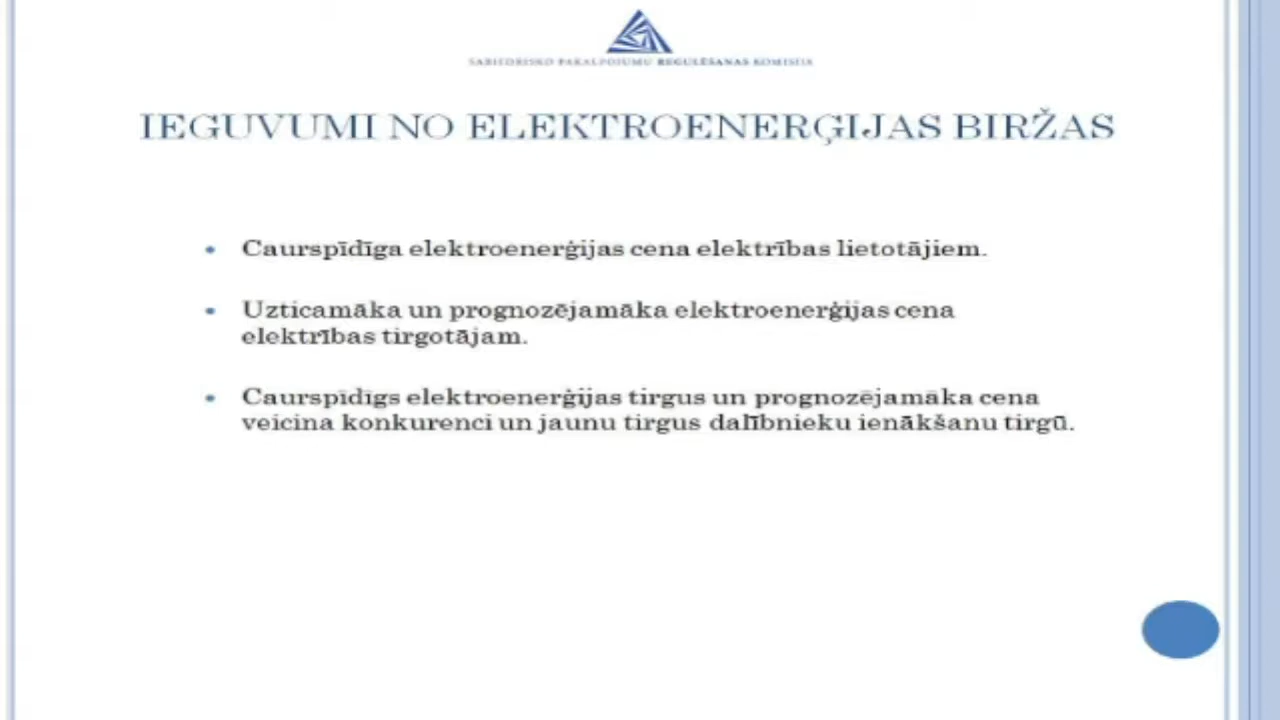 SABIEDRISKO PAKALPOJUMU REGULĒŠANAS KOMISIJA
IEGUVUMI NO ELEKTROENERĢIJAS BIRŽAS
• Caurspīdīga elektroenerģijas cena elektrības lietotājiem.
• Uzticamāka un prognozējamāka elektroenerģijas cena
elektrības tirgotājam.
• Caurspīdīgs elektroenerģijas tirgus un prognozējamāka cena
veicina konkurenci un jaunu tirgus dalībnieku ienākšanu tirgū.